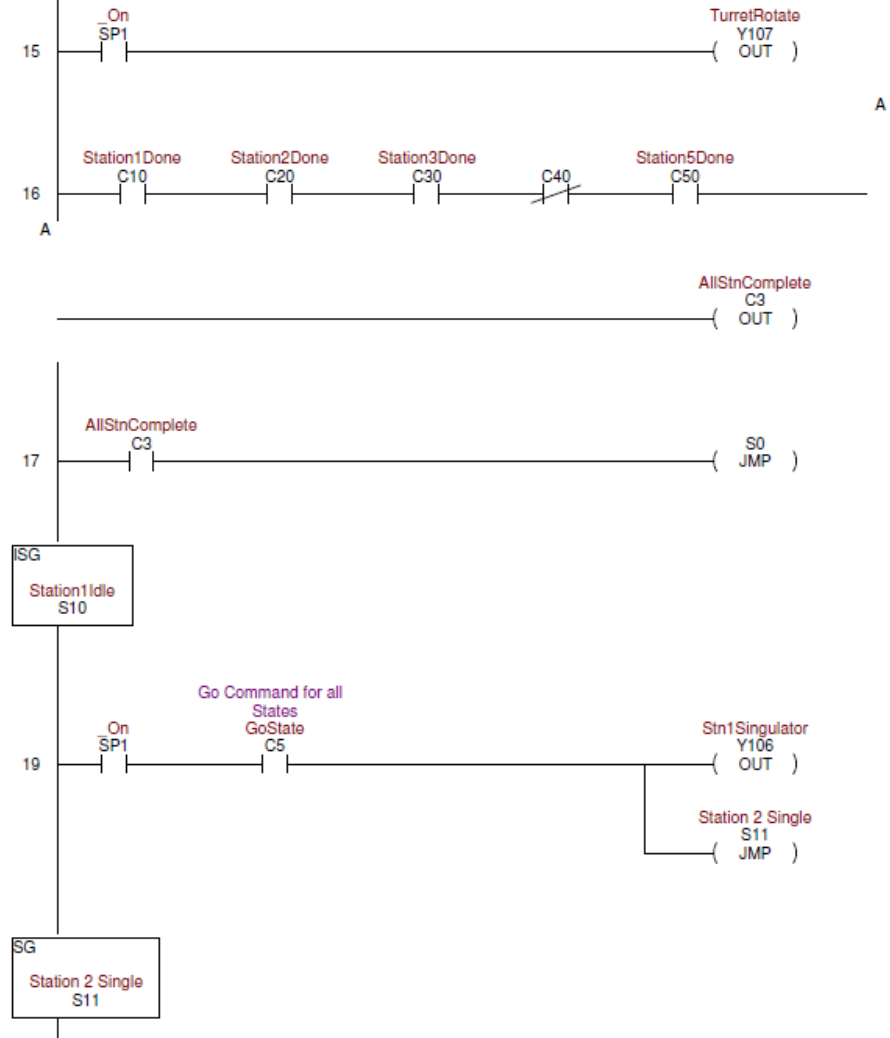 _On
SP1
TurretRotate
Y107
15
OUT
A
Station1Done
C10
Station2Done
C20
Station3Done
C30
C40
Station5Done
C50
16
A
AllStnComplete
C3
OUT
AllStnComplete
C3
17
S0
JMP
ISG
Station1Idle
S10
Go Command for all
States
_On
SP1
GoState
C5
Stn1Singulator
Y106
19
OUT
Station 2 Single
S11
JMP
SG
Station 2 Single
S11